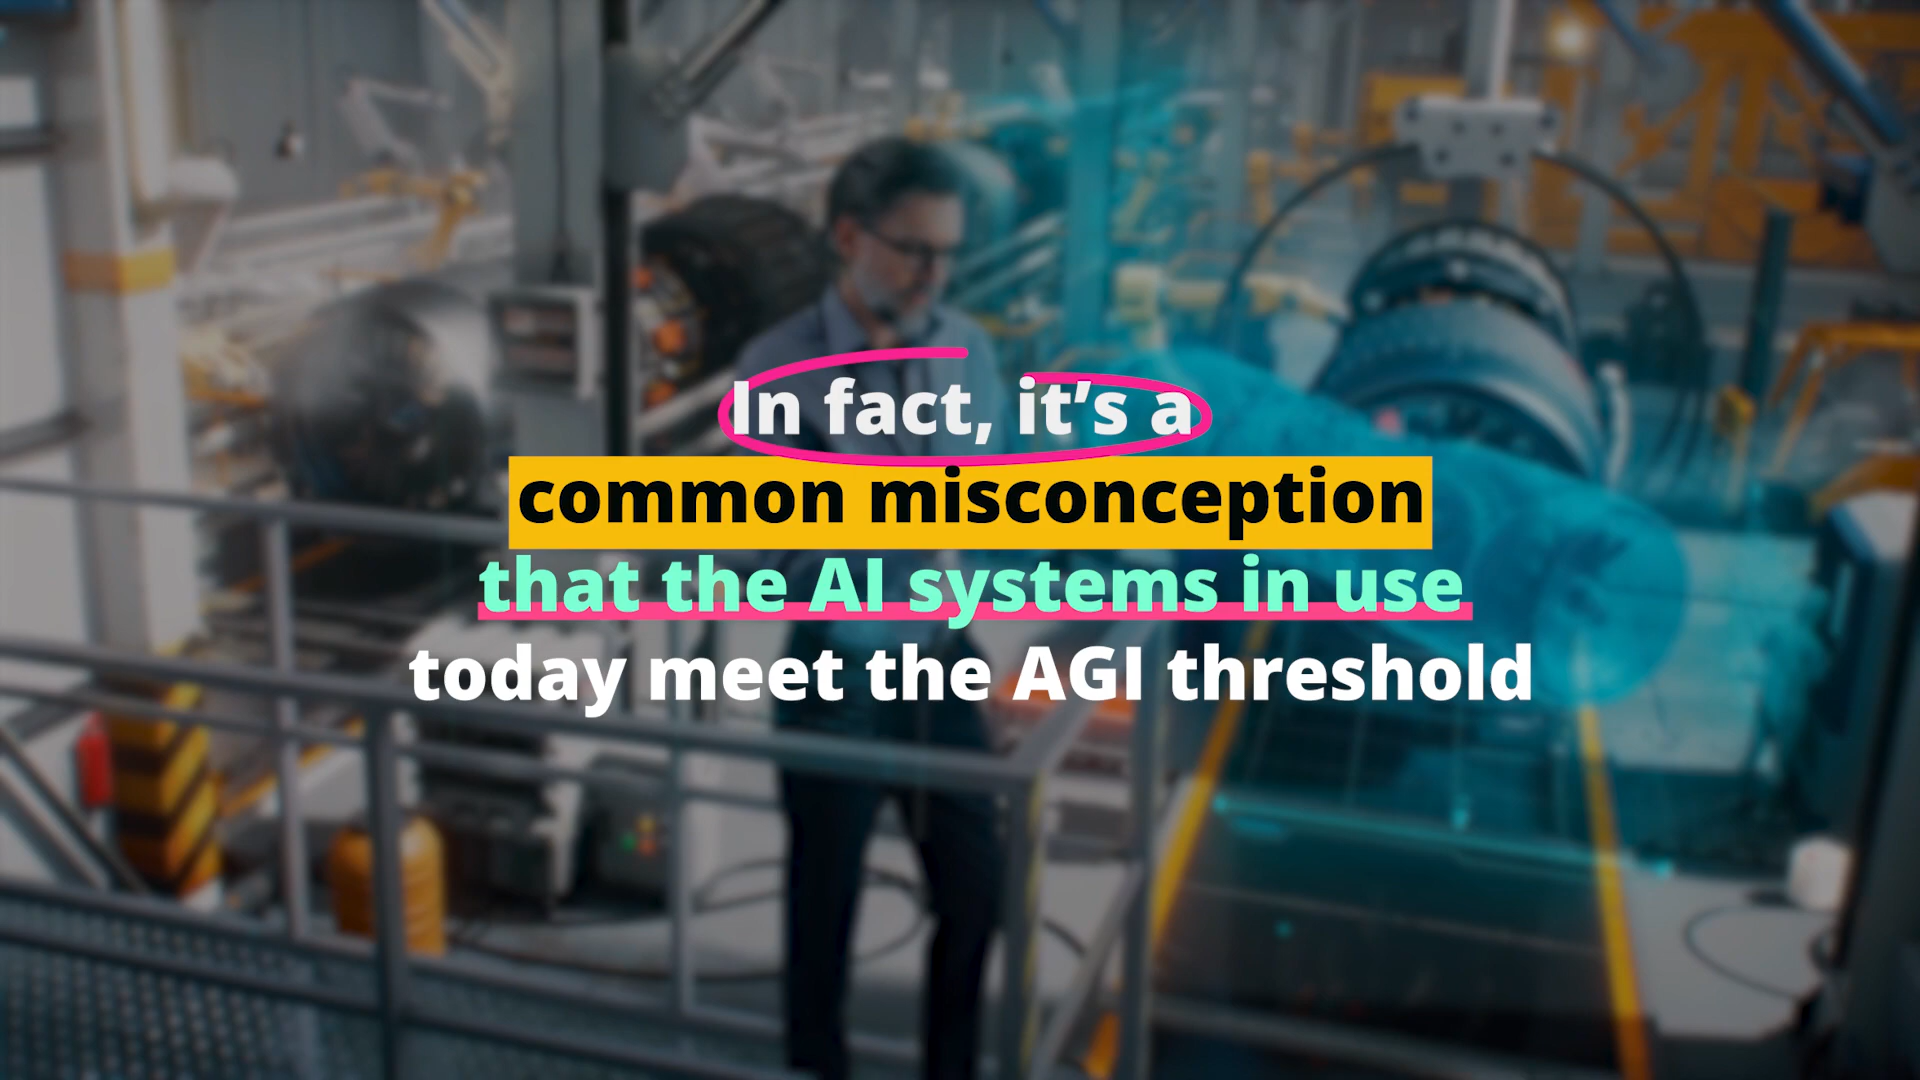 In fact, it’s a
common misconception
that the AI systems in use
today meet the AGI threshold